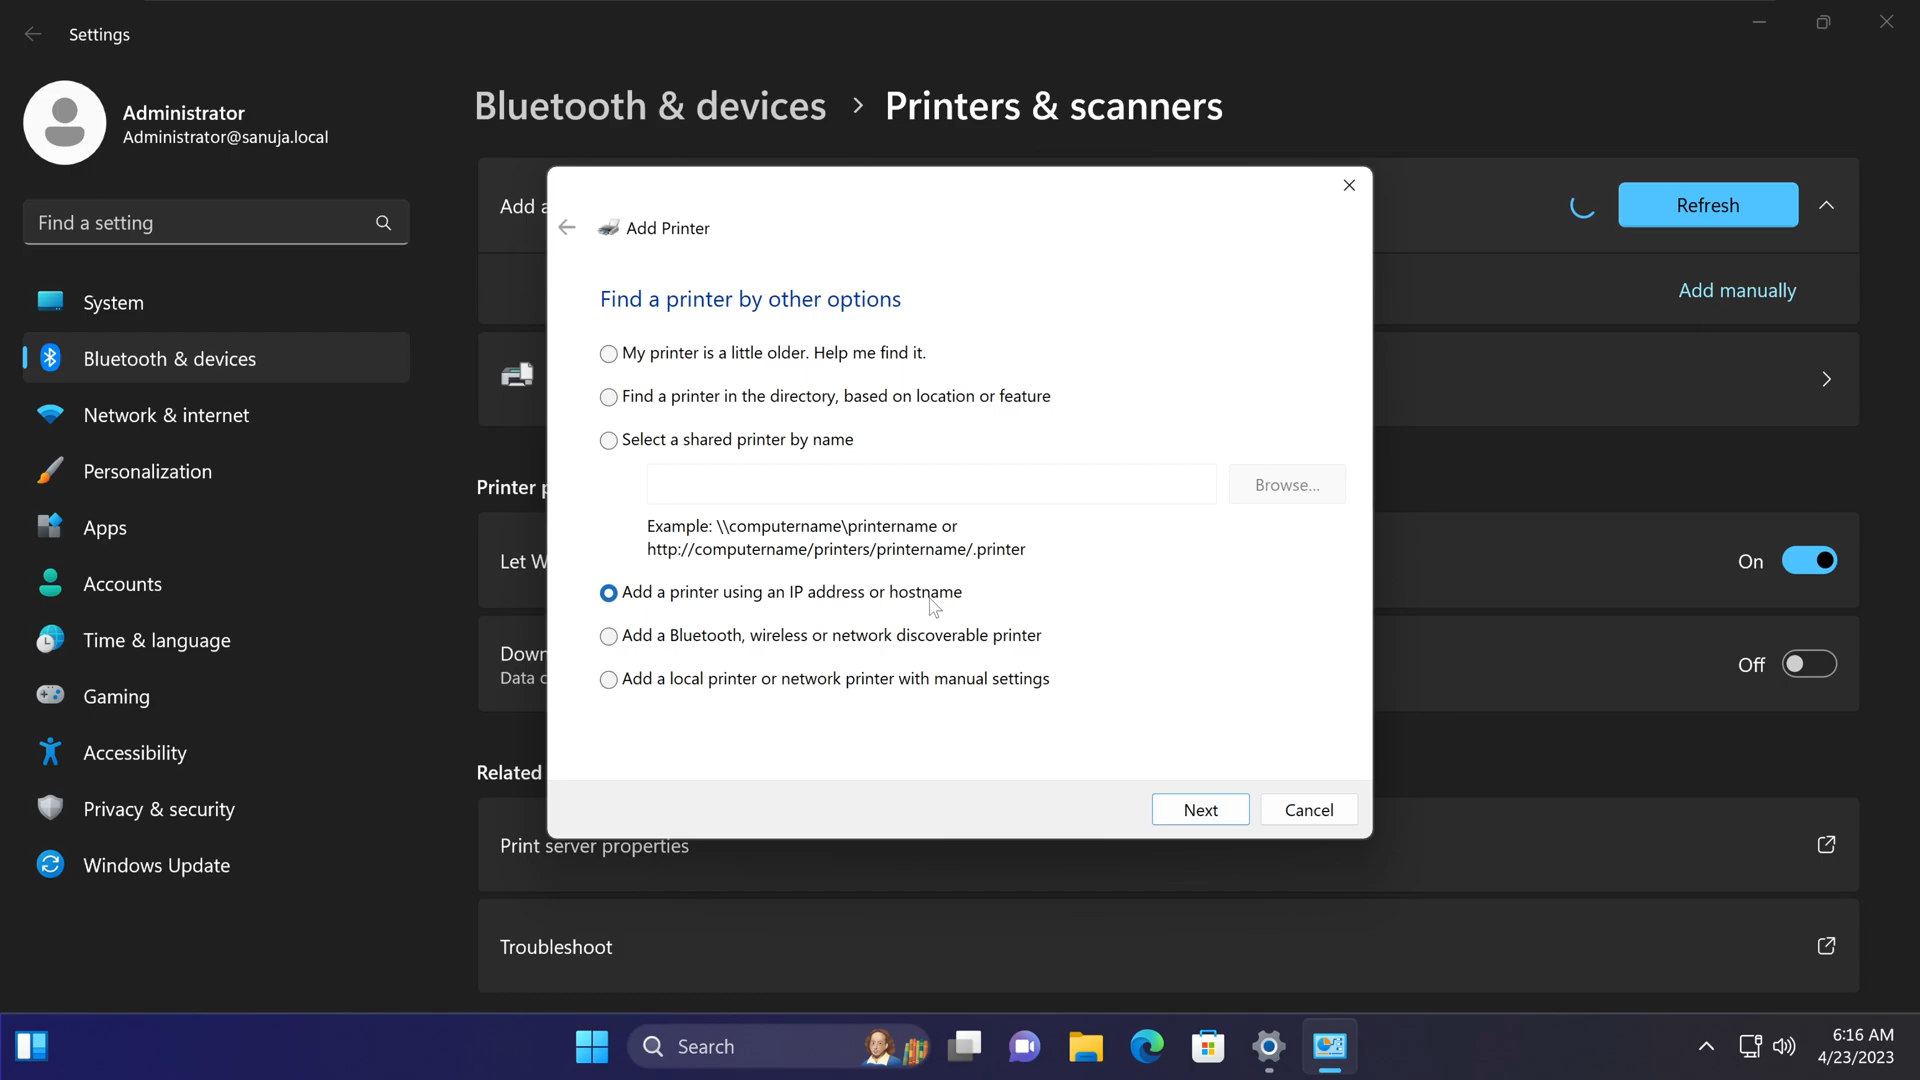 Settings
Administrator
Administrator@sanuja.local
Find a setting
System
Bluetooth & devices
Network & internet
Personalization
Apps
Accounts
Time & language
Gaming
Accessibility
Privacy & security
Windows Update
Bluetooth & devices > Printers & scanners
Add a
Refresh
Add manually
Printer p
Let W
On
Down
Data c
Off
Related
Print server properties
Troubleshoot
Add Printer
Find a printer by other options
My printer is a little older. Help me find it.
Find a printer in the directory, based on location or feature
Select a shared printer by name
Browse...
Example: \\computername\printername or
http://computername/printers/printername/.printer
Add a printer using an IP address or hostname
Add a Bluetooth, wireless or network discoverable printer
Add a local printer or network printer with manual settings
Next
Cancel
Search
6:16 AM
4/23/2023